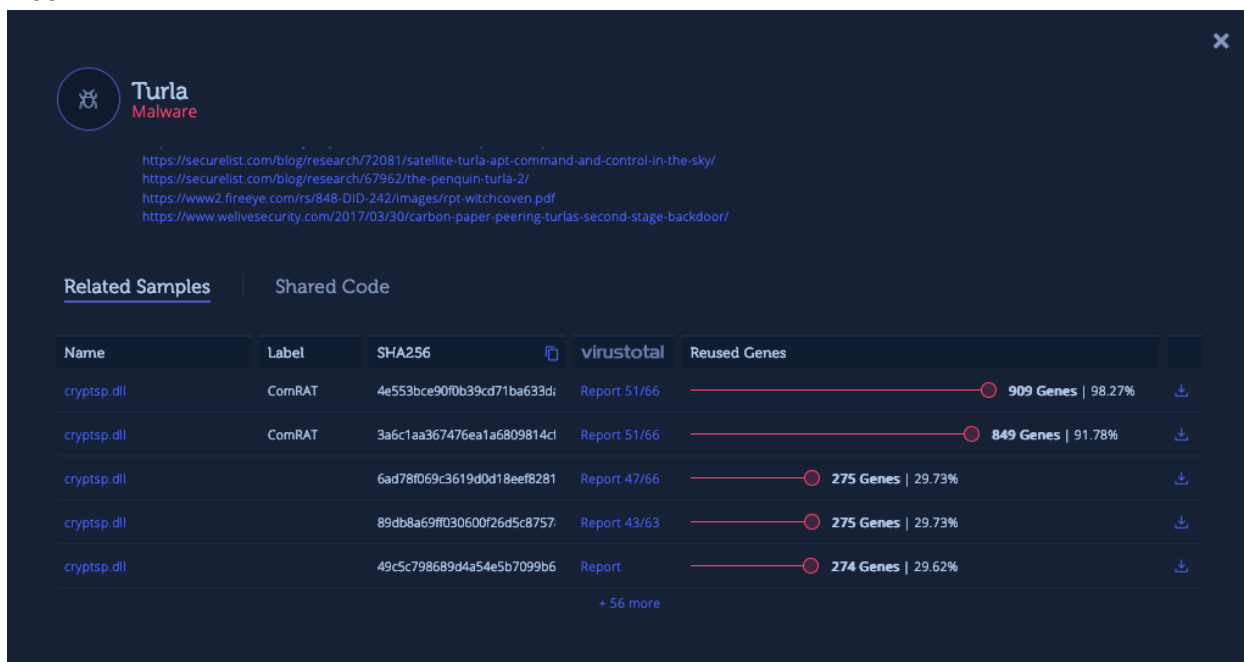 Turla
Malware
https://securelist.com/blog/research/72081/satellite-turla-apt-command-and-control-in-the-sky/
https://securelist.com/blog/research/67962/the-penquin-turla-2/
https://www2.fireeye.com/rs/848-DID-242/images/rpt-witchcoven.pdf
https://www.welivesecurity.com/2017/03/30/carbon-paper-peering-turlas-second-stage-backdoor/
Related Samples Shared Code
Name Label SHA256 virustotal Reused Genes
cryptsp.dll ComRAT 4e553bce90f0b39cd71ba633da Report 51/66 909 Genes | 98.27%
cryptsp.dll ComRAT 3a6c1aa367476ea1a6809814cf Report 51/66 849 Genes | 91.78%
cryptsp.dll 6ad78f069c3619d0d18eef8281 Report 47/66 275 Genes | 29.73%
cryptsp.dll 89db8a69ff030600f26d5c8757 Report 43/63 275 Genes | 29.73%
cryptsp.dll 49c5c798689d4a54e5b7099b6 Report 274 Genes | 29.62%
+ 56 more